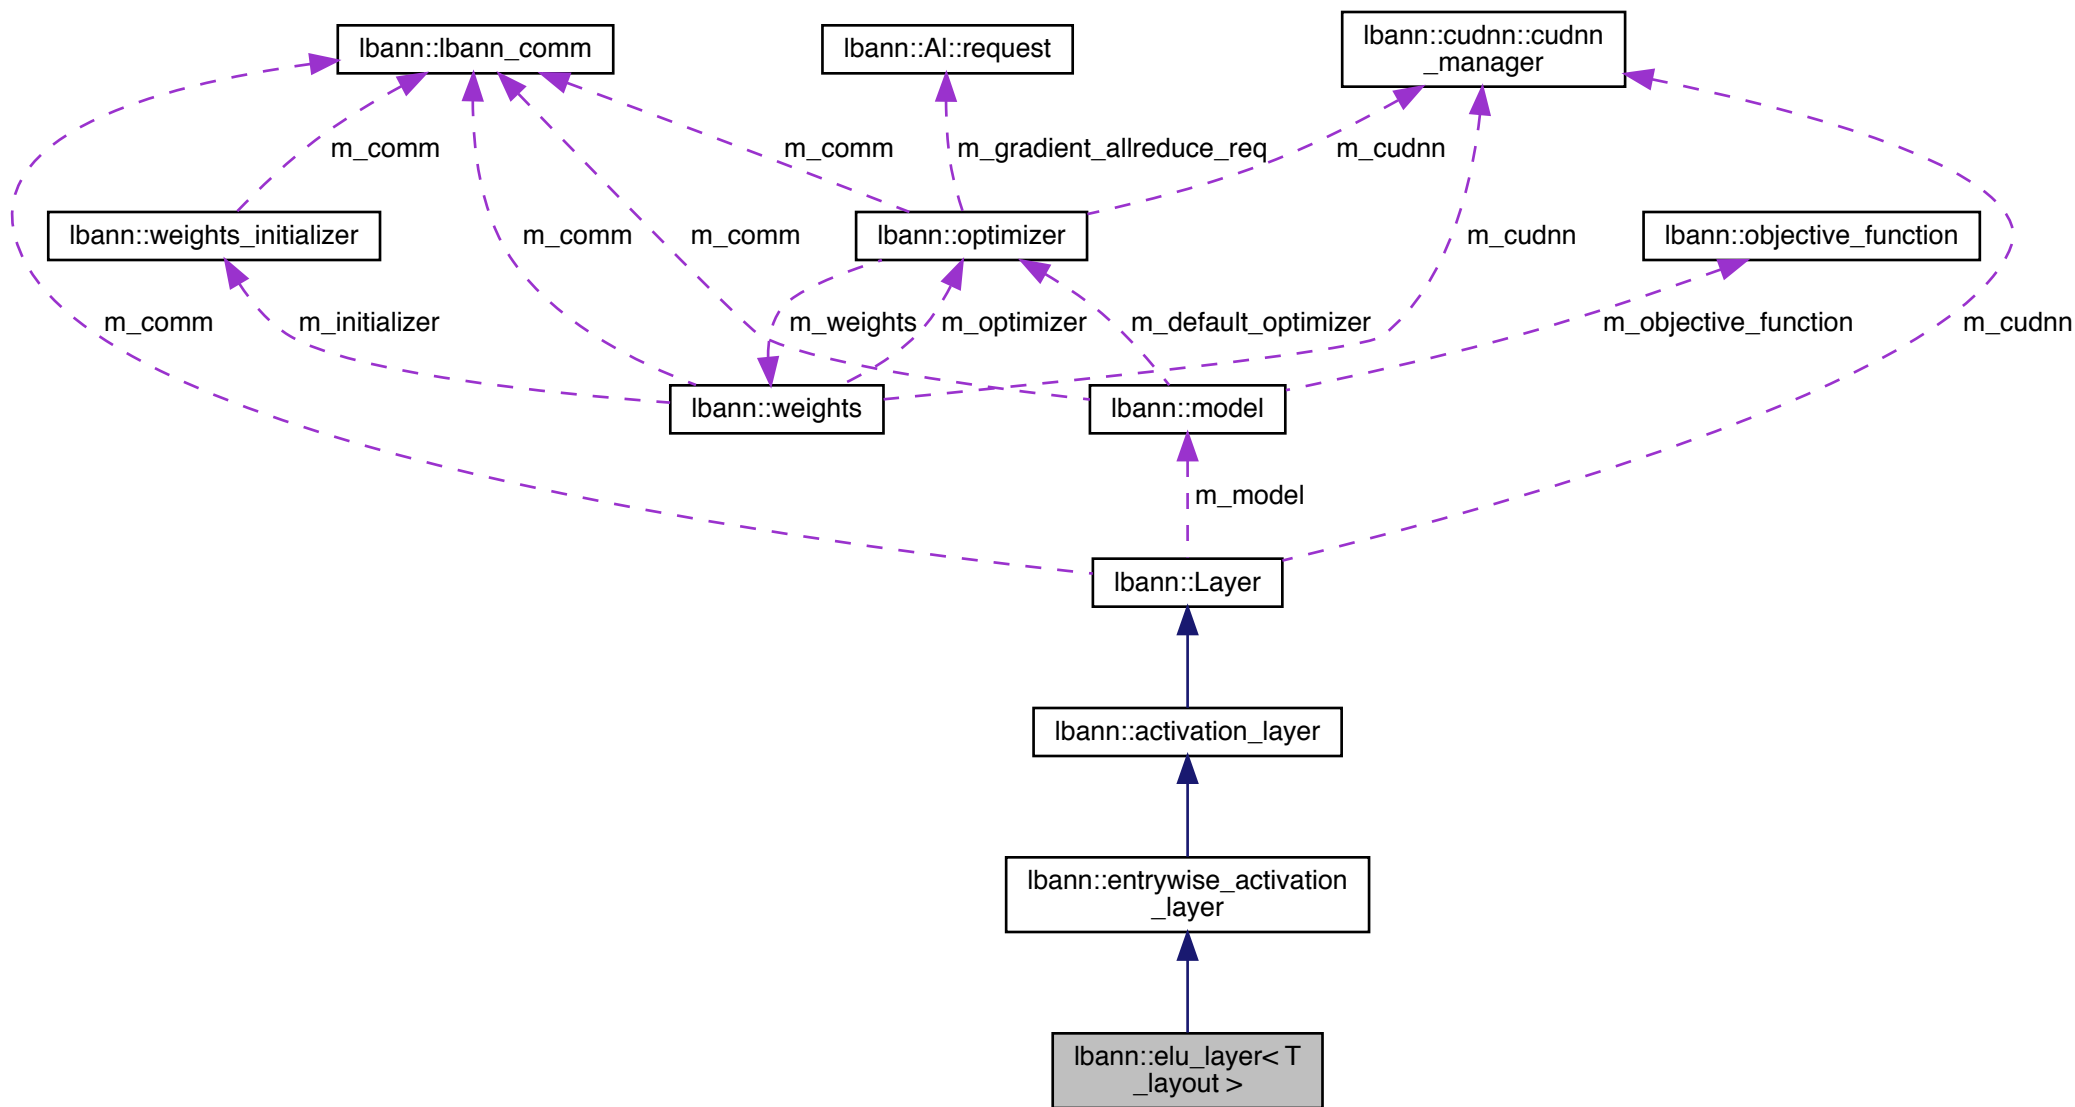 lbann::lbann_comm
lbann::Al::request
lbann::cudnn::cudnn
_manager
m_comm
m_comm
m_gradient_allreduce_req
m_cudnn
lbann::weights_initializer
m_comm
m_comm
lbann::optimizer
m_cudnn
lbann::objective_function
m_comm
m_initializer
m_weights
m_optimizer
m_default_optimizer
m_objective_function
m_cudnn
lbann::weights
lbann::model
m_model
lbann::Layer
lbann::activation_layer
lbann::entrywise_activation
_layer
lbann::elu_layer< T
_layout >